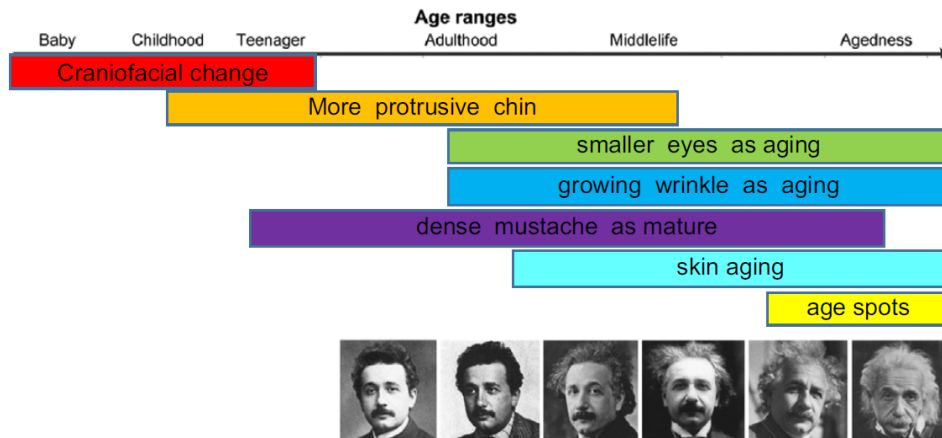 Age ranges
Baby Childhood Teenager Adulthood Middlelife Agedness
Craniofacial change
More protrusive chin
smaller eyes as aging
growing wrinkle as aging
dense mustache as mature
skin aging
age spots